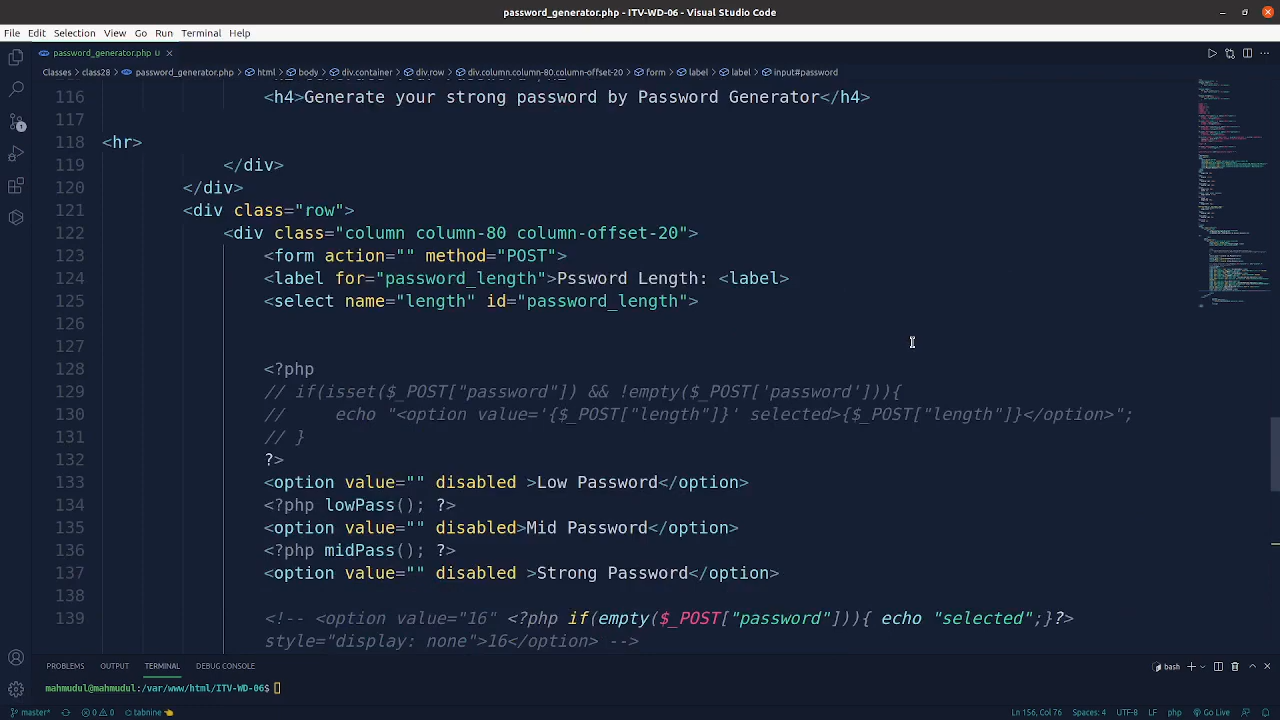 password_generator.php - ITV-WD-06 - Visual Studio Code
File Edit Selection View Go Run Terminal Help
password_generator.php U
Classes > class28 > password_generator.php > html > body > div.container > div.row > div.column.column-80.column-offset-20 > form > label > label > input#password
116 <h4>Generate your strong password by Password Generator</h4>
117
118 <hr>
119 </div>
120 </div>
121 <div class="row">
122 <div class="column column-80 column-offset-20">
123 <form action="" method="POST">
124 <label for="password_length">Pssword Length: <label>
125 <select name="length" id="password_length">
126
127
128 <?php
129 // if(isset($_POST["password"]) && !empty($_POST['password'])){
130 // echo "<option value='{$_POST["length"]}' selected>{$_POST["length"]}</option>";
131 // }
132 ?>
133 <option value="" disabled >Low Password</option>
134 <?php lowPass(); ?>
135 <option value="" disabled>Mid Password</option>
136 <?php midPass(); ?>
137 <option value="" disabled >Strong Password</option>
138
139 <!-- <option value="16" <?php if(empty($_POST["password"])){ echo "selected";}?>
style="display: none">16</option> -->
PROBLEMS OUTPUT TERMINAL DEBUG CONSOLE
bash
mahmudul@mahmudul:/var/www/html/ITV-WD-06$
master* 0 0 tabnine Ln 156, Col 76 Spaces: 4 UTF-8 LF php Go Live